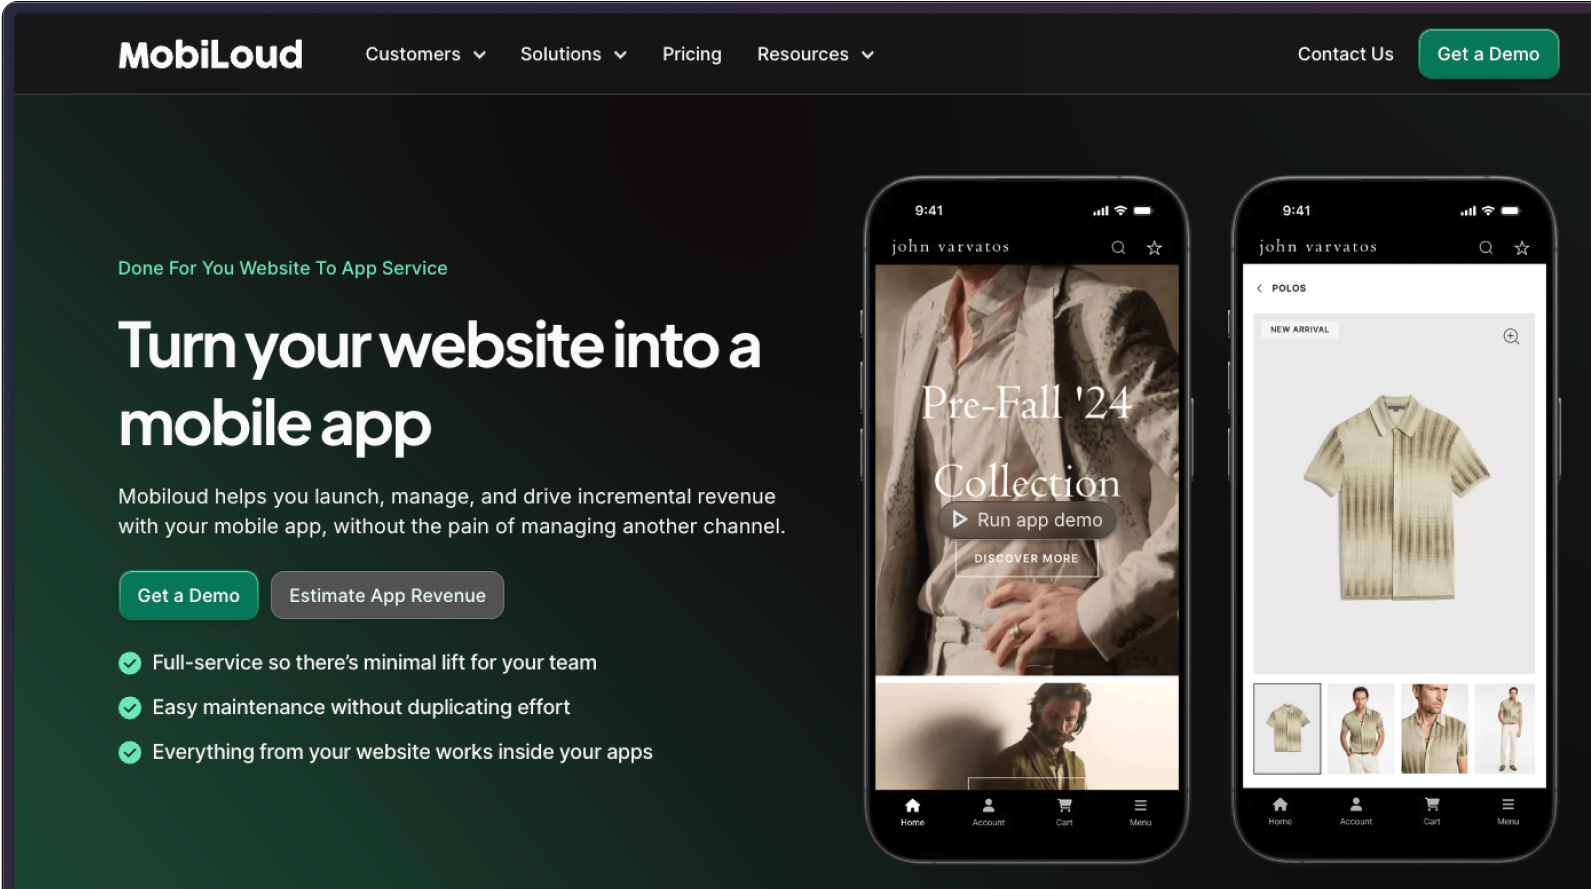 MobiLoud
Customers
Solutions
Pricing
Resources
Contact Us
Get a Demo
Done For You Website To App Service
Turn your website into a
mobile app
Mobiloud helps you launch, manage, and drive incremental revenue
with your mobile app, without the pain of managing another channel.
Get a Demo
Estimate App Revenue
Full-service so there's minimal lift for your team
Easy maintenance without duplicating effort
Everything from your website works inside your apps
9:41
john varvatos
Pre-Fall '24
Collection
Run app demo
DISCOVER MORE
Home
Account
Cart
Menu
9:41
john varvatos
POLOS
NEW ARRIVAL
Home
Account
Cart
Menu